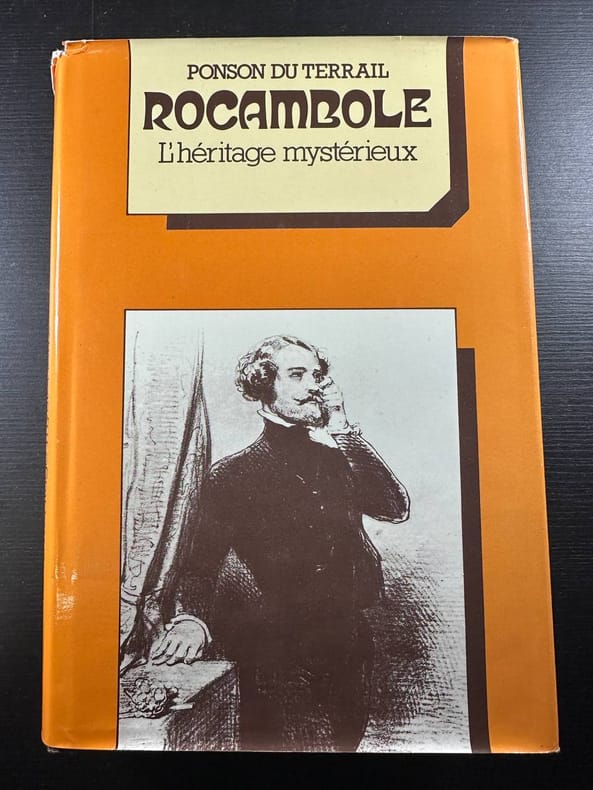 PONSON DU TERRAIL
ROCAMBOLE
L'héritage mystérieux